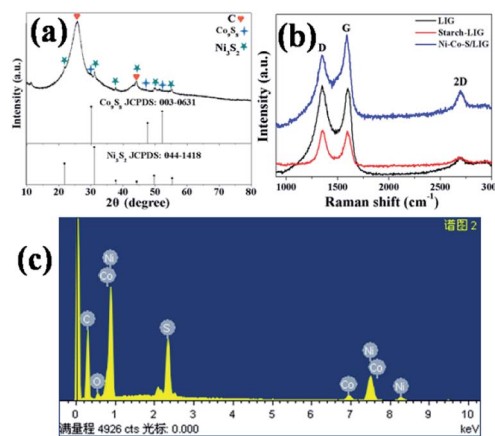 (a)
C
Co₉S₈
Ni₃S₂
Intensity (a.u.)
Co₉S₈ JCPDS: 003-0631
Ni₃S₂ JCPDS: 044-1418
10 20 30 40 50 60 70 80
2θ (degree)
(b)
LIG
Starch-LIG
Ni-Co-S/LIG
D
G
2D
Intensity (a.u.)
1000 1500 2000 2500 3000
Raman shift (cm⁻¹)
(c)
谱图 2
Ni
Co
C
O
S
Ni
Co
Co
Ni
0 1 2 3 4 5 6 7 8 9 10
满量程 4926 cts 光标: 0.000
keV